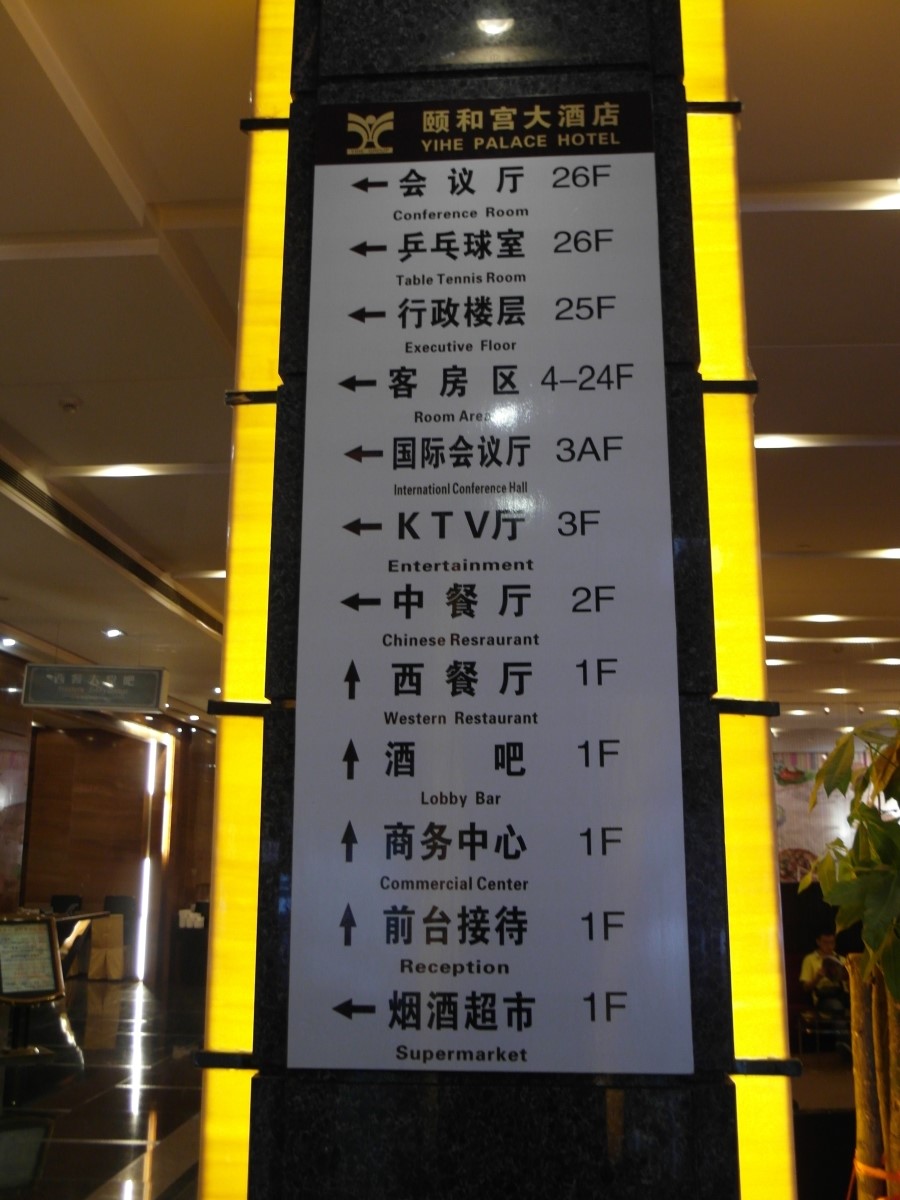 颐和宫大酒店
YIHE PALACE HOTEL
← 会议厅 26F
Conference Room
← 乒乓球室 26F
Table Tennis Room
← 行政楼层 25F
Executive Floor
← 客房区 4-24F
Room Area
← 国际会议厅 3AF
Internationl Conference Hall
← KTV厅 3F
Entertainment
← 中餐厅 2F
Chinese Resraurant
↑ 西餐厅 1F
Western Restaurant
↑ 酒吧 1F
Lobby Bar
↑ 商务中心 1F
Commercial Center
↑ 前台接待 1F
Reception
← 烟酒超市 1F
Supermarket